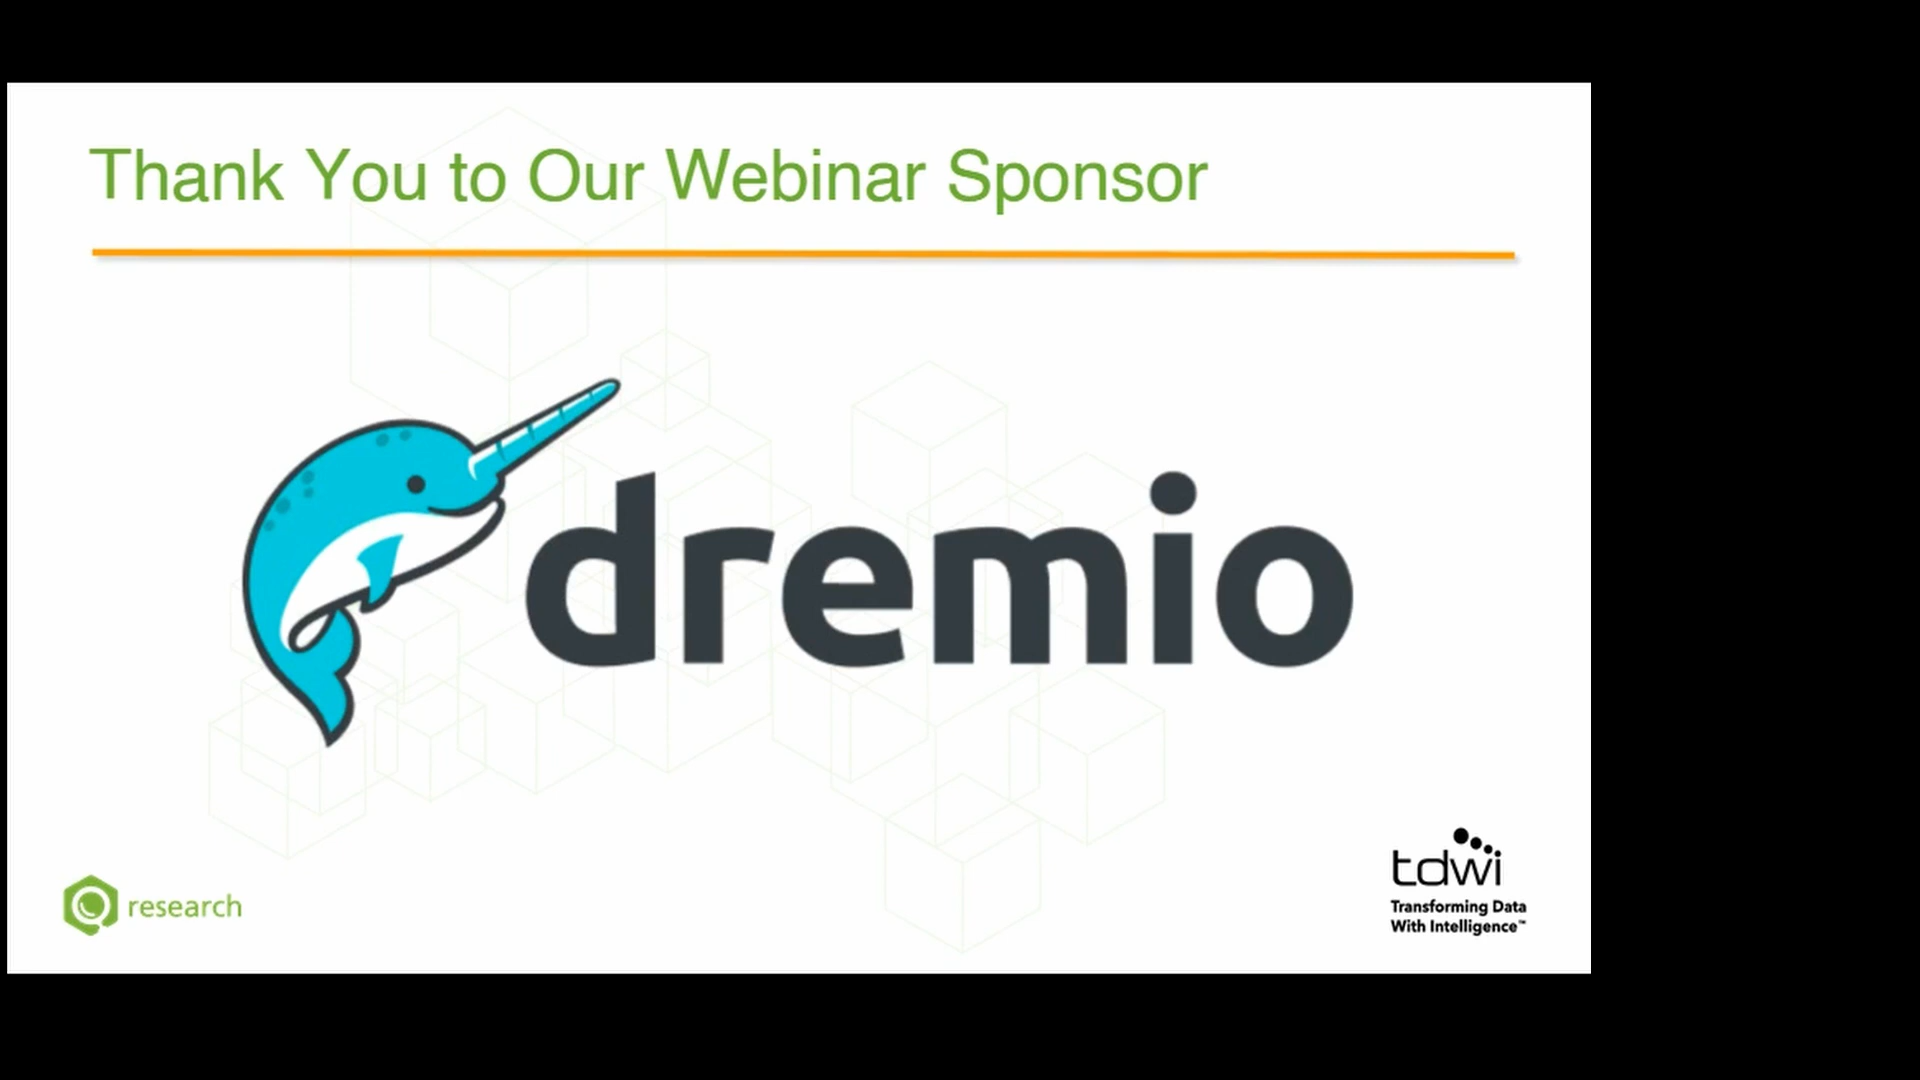 Thank You to Our Webinar Sponsor
dremio
research
tdwi
Transforming Data
With Intelligence™